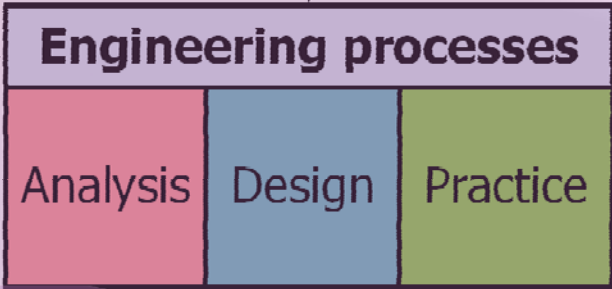 Engineering processes
Analysis
Design
Practice